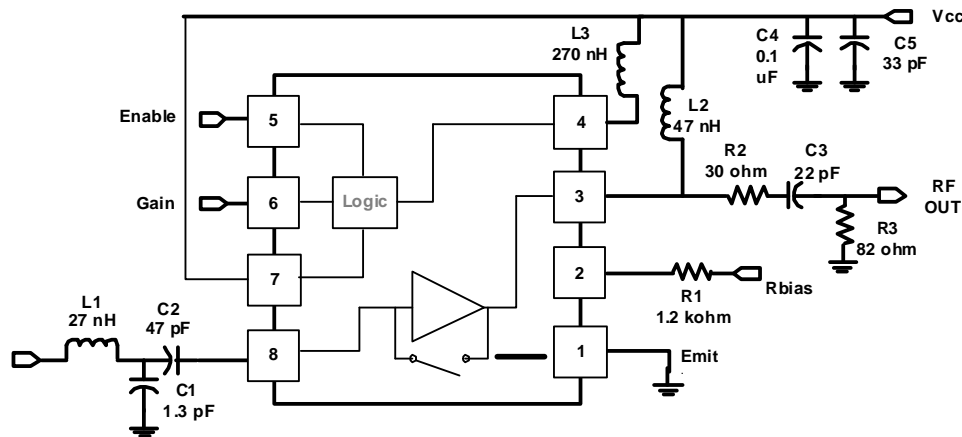 Vcc
L3
270 nH
C4
0.1
uF
C5
33 pF
Enable
5
4
L2
47 nH
R2
30 ohm
C3
22 pF
Gain
6
Logic
3
RF
OUT
R3
82 ohm
7
2
R1
1.2 kohm
Rbias
L1
27 nH
C2
47 pF
8
1
Emit
C1
1.3 pF